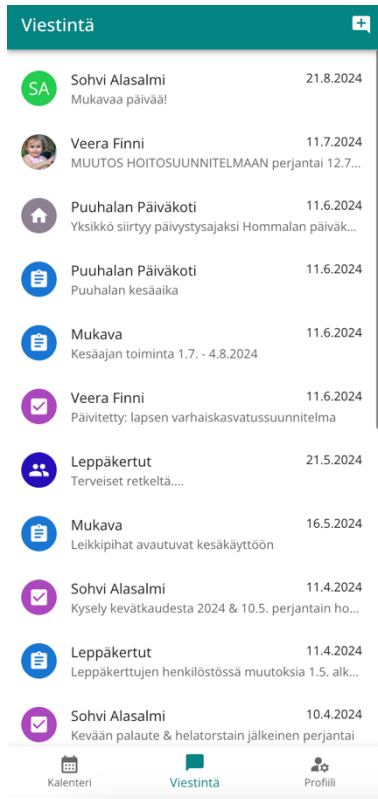 Viestintä
SA
Sohvi Alasalmi 21.8.2024
Mukavaa päivää!
Veera Finni 11.7.2024
MUUTOS HOITOSUUNNITELMAAN perjantai 12.7...
Puuhalan Päiväkoti 11.6.2024
Yksikkö siirtyy päivystysajaksi Hommalan päiväk...
Puuhalan Päiväkoti 11.6.2024
Puuhalan kesäaika
Mukava 11.6.2024
Kesäajan toiminta 1.7. - 4.8.2024
Veera Finni 11.6.2024
Päivitetty: lapsen varhaiskasvatussuunnitelma
Leppäkertut 21.5.2024
Terveiset retkeltä....
Mukava 16.5.2024
Leikkipihat avautuvat kesäkäyttöön
Sohvi Alasalmi 11.4.2024
Kysely kevätkaudesta 2024 & 10.5. perjantain ho...
Leppäkertut 11.4.2024
Leppäkerttujen henkilöstössä muutoksia 1.5. alk...
Sohvi Alasalmi 10.4.2024
Kevään palaute & helatorstain jälkeinen perjantai
Kalenteri Viestintä Profiili